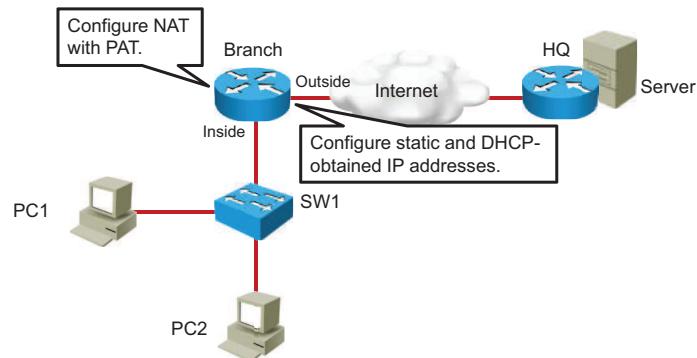 Configure NAT
with PAT.
Branch
HQ
Outside
Internet
Server
Inside
Configure static and DHCP-
obtained IP addresses.
PC1
SW1
PC2